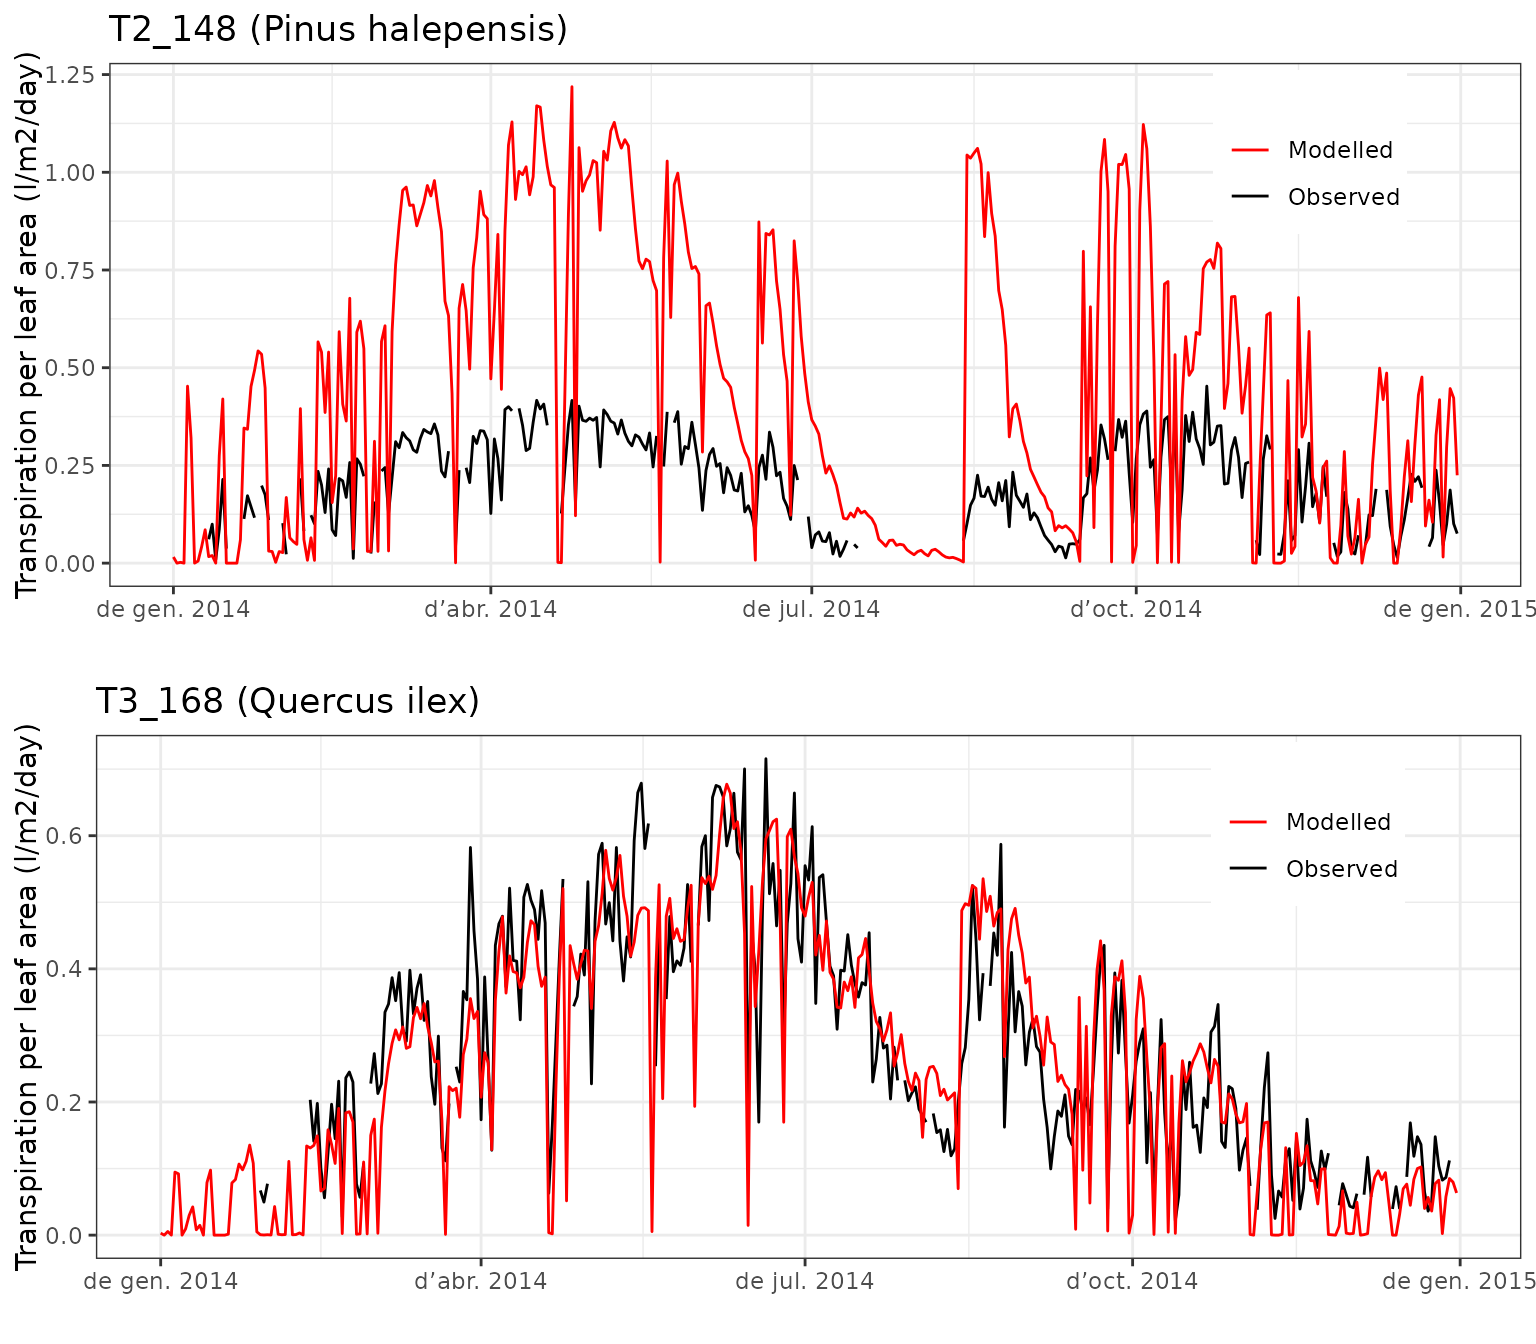 T2_148 (Pinus halepensis)
Transpiration per leaf area (l/m2/day)
1.25
1.00
0.75
0.50
0.25
0.00
Modelled
Observed
de gen. 2014
d’abr. 2014
de jul. 2014
d’oct. 2014
de gen. 2015
T3_168 (Quercus ilex)
Transpiration per leaf area (l/m2/day)
0.6
0.4
0.2
0.0
Modelled
Observed
de gen. 2014
d’abr. 2014
de jul. 2014
d’oct. 2014
de gen. 2015